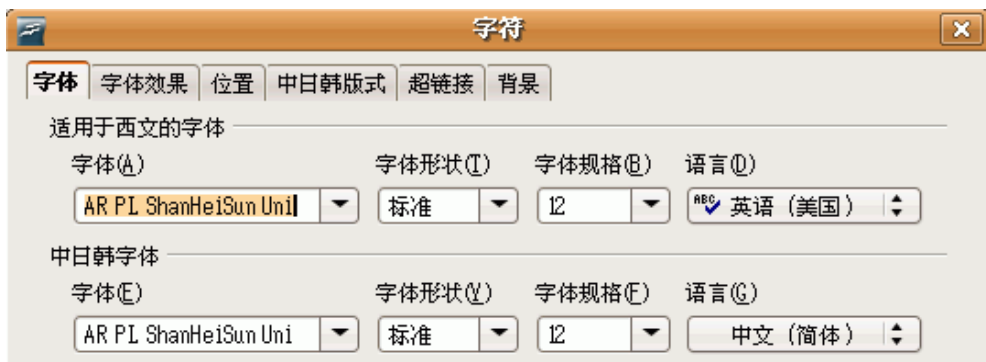 字符
字体 字体效果 位置 中日韩版式 超链接 背景
适用于西文的字体
字体(A) 字体形状(T) 字体规格(B) 语言(D)
AR PL ShanHeiSun Uni 标准 12 ABC 英语 (美国)
中日韩字体
字体(E) 字体形状(Y) 字体规格(F) 语言(G)
AR PL ShanHeiSun Uni 标准 12 中文 (简体)